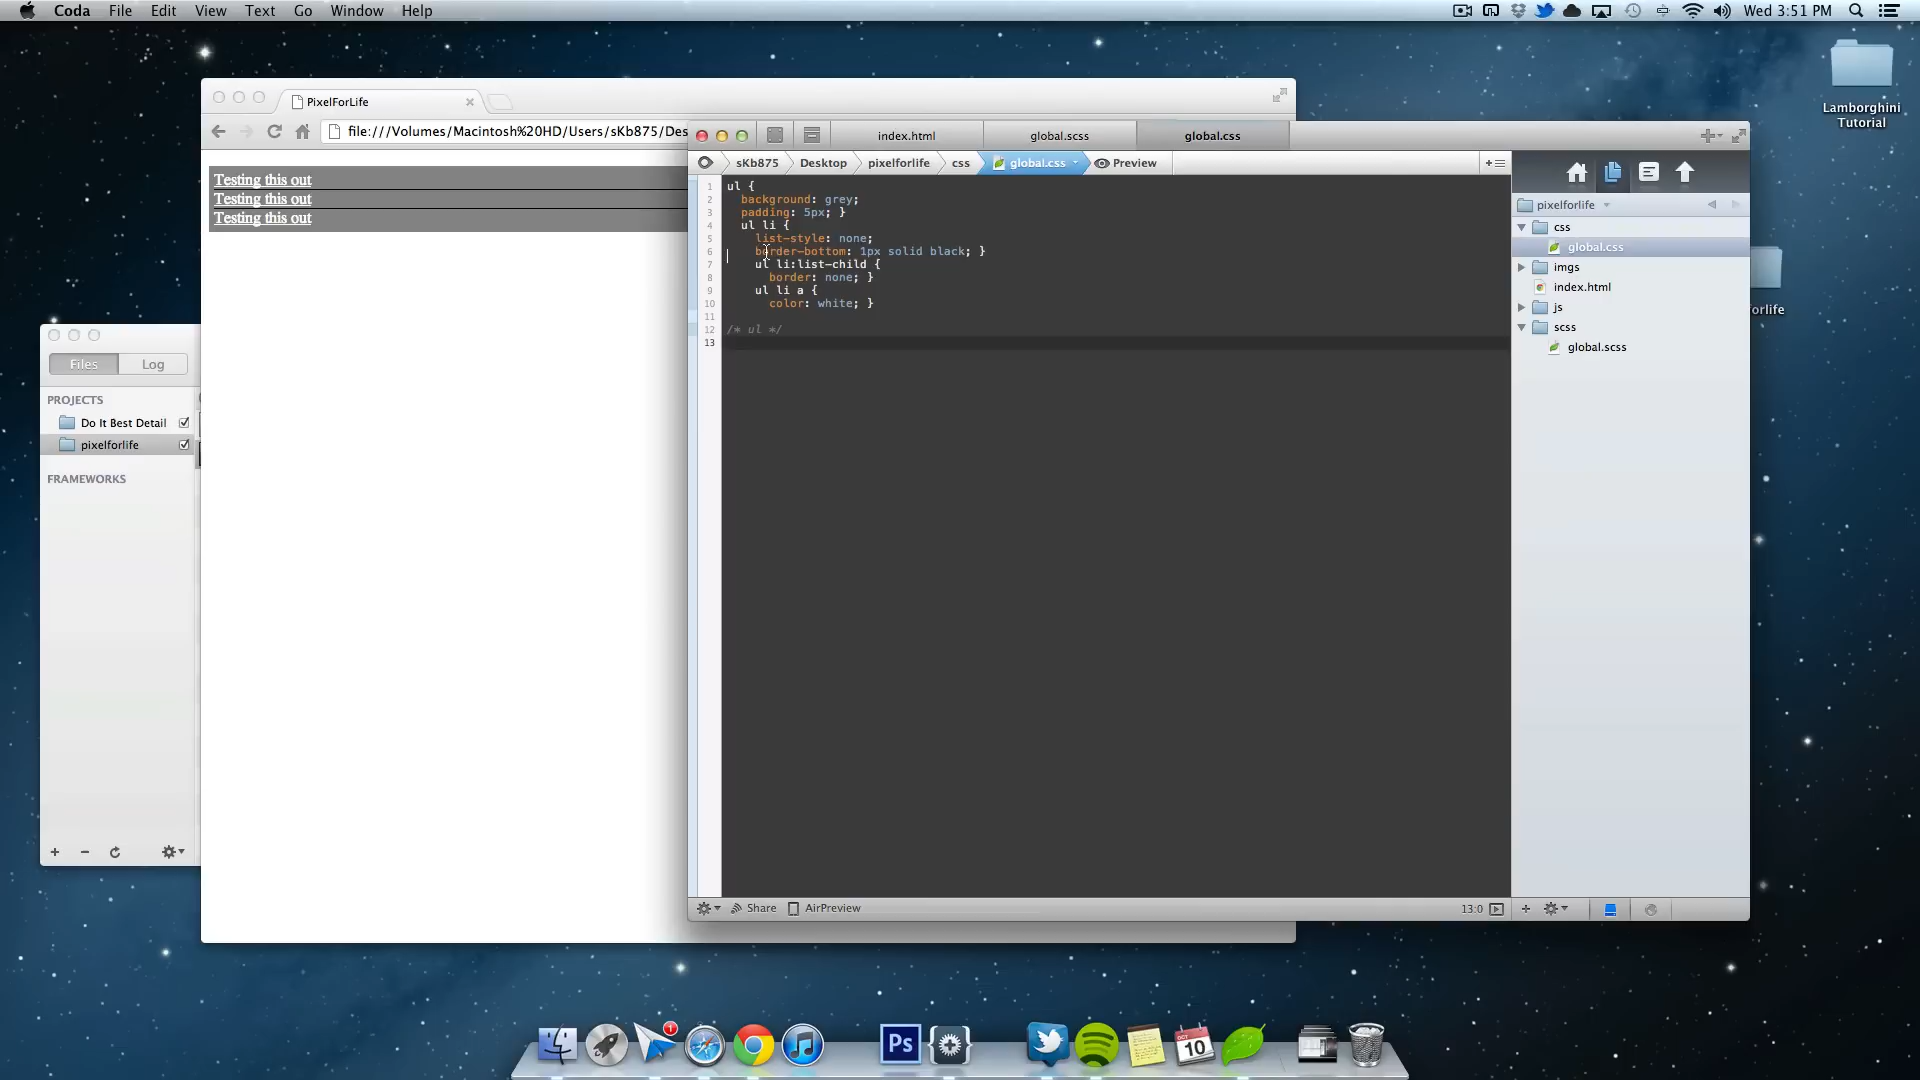 Coda File Edit View Text Go Window Help
Wed 3:51 PM
Lamborghini
Tutorial
PixelForLife
file:///Volumes/Macintosh%20HD/Users/sKb875/Des
Testing this out
Testing this out
Testing this out
index.html global.scss global.css
sKb875 Desktop pixelforlife css global.css Preview
1 ul {
2 background: grey;
3 padding: 5px; }
4 ul li {
5 list-style: none;
6 border-bottom: 1px solid black; }
7 ul li:list-child {
8 border: none; }
9 ul li a {
10 color: white; }
11
12 /* ul */
13
pixelforlife
css
global.css
imgs
index.html
js
scss
global.scss
orlife
Files Log
PROJECTS
Do It Best Detail
pixelforlife
FRAMEWORKS
Share AirPreview 13:0
1
Ps
10